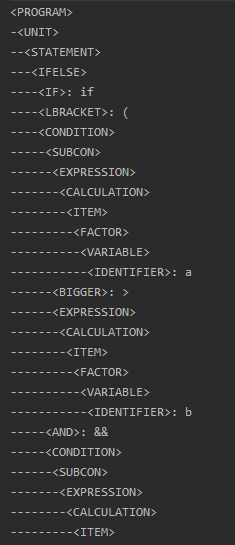 <PROGRAM>
-<UNIT>
--<STATEMENT>
---<IFELSE>
----<IF>: if
----<LBRACKET>: (
----<CONDITION>
-----<SUBCON>
------<EXPRESSION>
-------<CALCULATION>
--------<ITEM>
---------<FACTOR>
----------<VARIABLE>
-----------<IDENTIFIER>: a
------<BIGGER>: >
------<EXPRESSION>
-------<CALCULATION>
--------<ITEM>
---------<FACTOR>
----------<VARIABLE>
-----------<IDENTIFIER>: b
-----<AND>: &&
-----<CONDITION>
------<SUBCON>
-------<EXPRESSION>
--------<CALCULATION>
---------<ITEM>